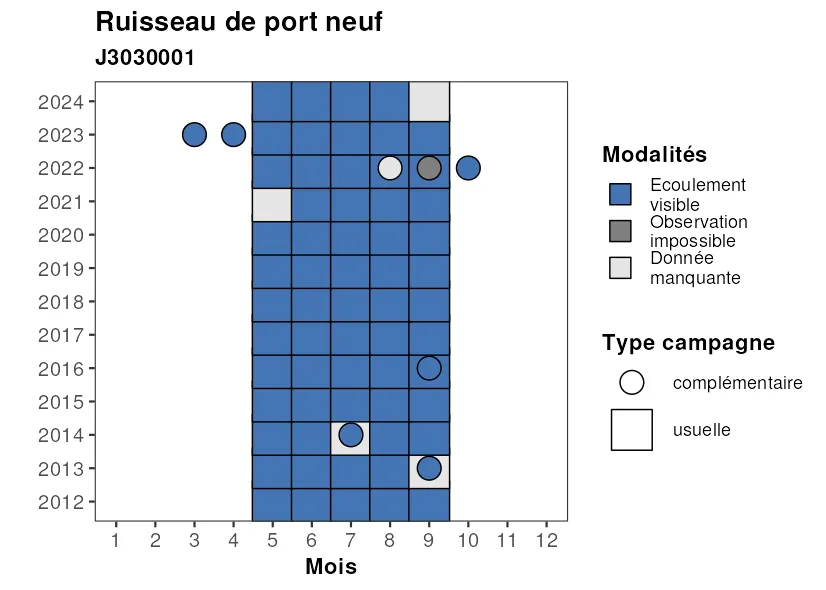 Ruisseau de port neuf
J3030001
2024
2023
2022
2021
2020
2019
2018
2017
2016
2015
2014
2013
2012
1 2 3 4 5 6 7 8 9 10 11 12
Mois
Modalités
Ecoulement
visible
Observation
impossible
Donnée
manquante
Type campagne
complémentaire
usuelle